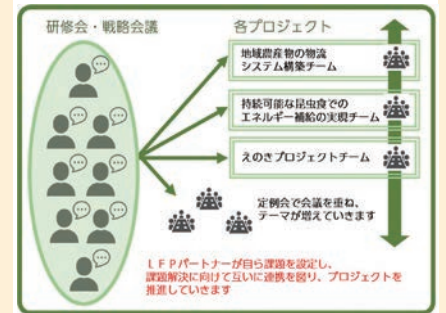 研修会・戦略会議
各プロジェクト
地域農産物の物流
システム構築チーム
持続可能な昆虫食での
エネルギー補給の実現チーム
えのきプロジェクトチーム
定例会で会議を重ね、
テーマが増えていきます
ＬＦＰパートナーが自ら課題を設定し、
課題解決に向けて互いに連携を図り、プロジェクトを
推進していきます